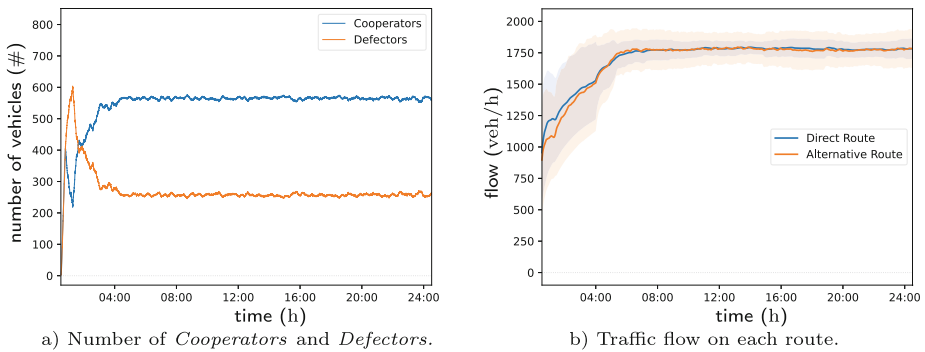 800
700
600
500
400
300
200
100
0
number of vehicles (#)
Cooperators
Defectors
04:00 08:00 12:00 16:00 20:00 24:00
time (h)
a) Number of Cooperators and Defectors.
2000
1750
1500
1250
1000
750
500
250
0
flow (veh/h)
Direct Route
Alternative Route
04:00 08:00 12:00 16:00 20:00 24:00
time (h)
b) Traffic flow on each route.